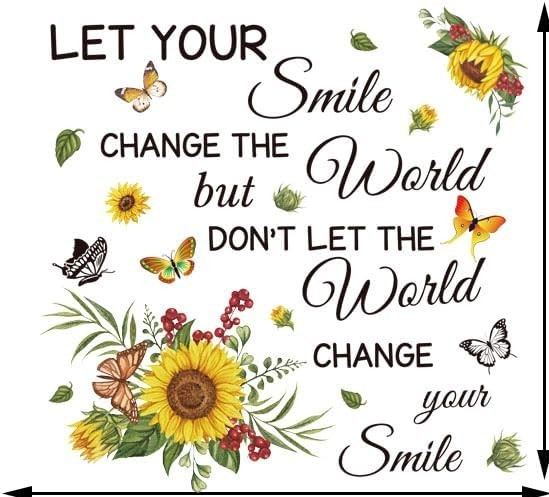 LET YOUR
Smile
CHANGE THE
World
but
DON'T LET THE
World
CHANGE
your
Smile